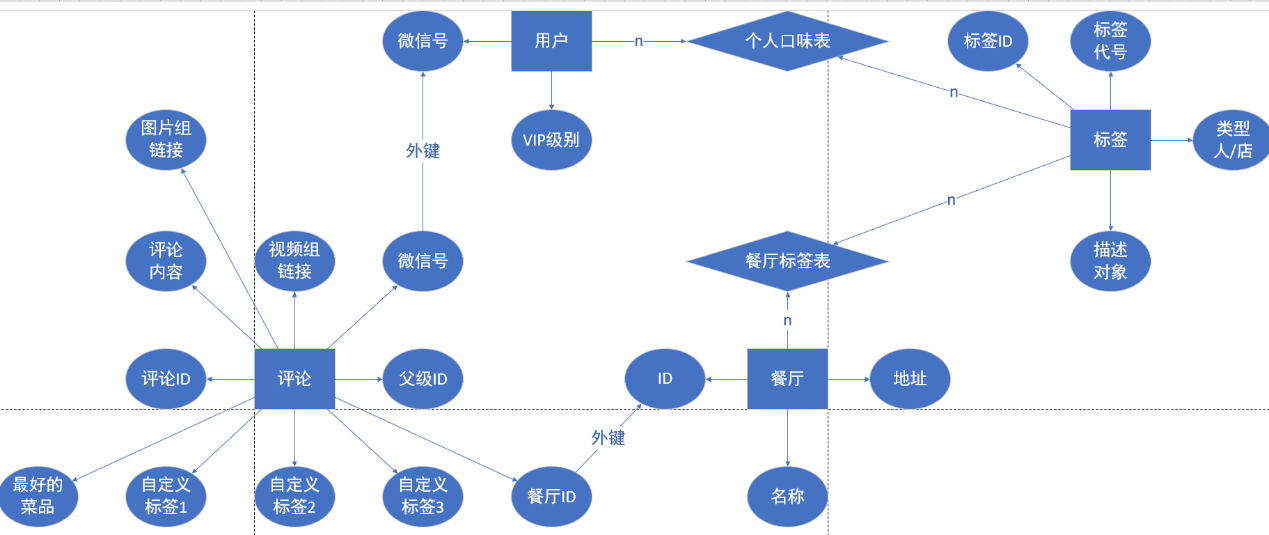 微信号
用户
n
个人口味表
标签ID
标签
代号
n
图片组
链接
外键
VIP级别
标签
类型
人/店
n
评论
内容
视频组
链接
微信号
餐厅标签表
描述
对象
n
评论ID
评论
父级ID
ID
餐厅
地址
外键
最好的
菜品
自定义
标签1
自定义
标签2
自定义
标签3
餐厅ID
名称